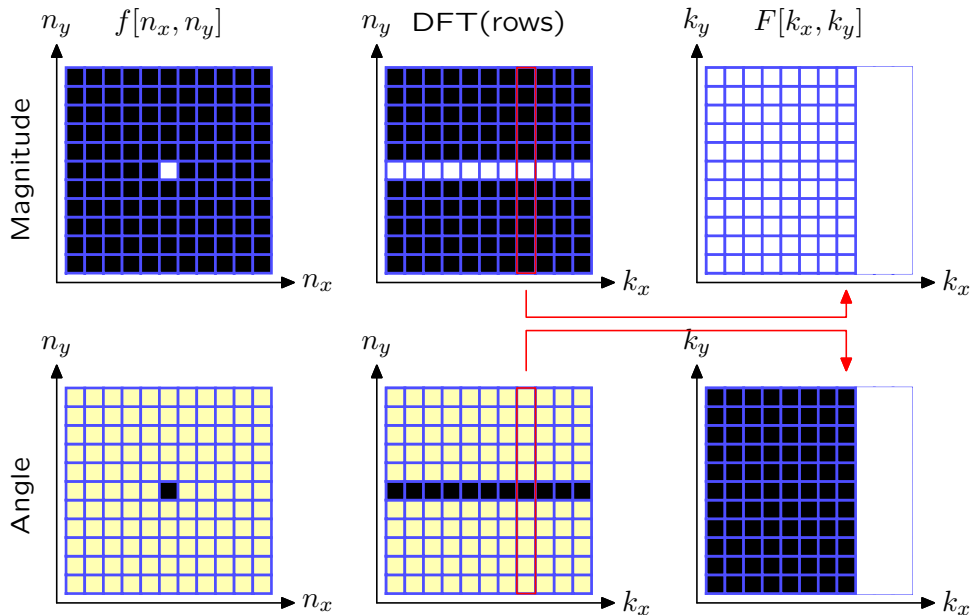 n_y f[n_x, n_y] n_y DFT(rows) k_y F[k_x, k_y]
Magnitude
n_x k_x k_x
n_y n_y k_y
Angle
n_x k_x k_x